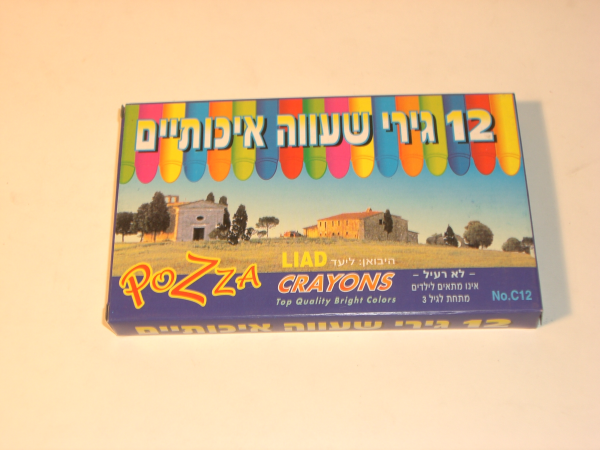 12 גירי שעווה איכותיים
היבואן: ליעד LIAD
POZZA
CRAYONS
Top Quality Bright Colors
- לא רעיל -
אינו מתאים לילדים
מתחת לגיל 3
No.C12
12 גירי שעווה איכותיים